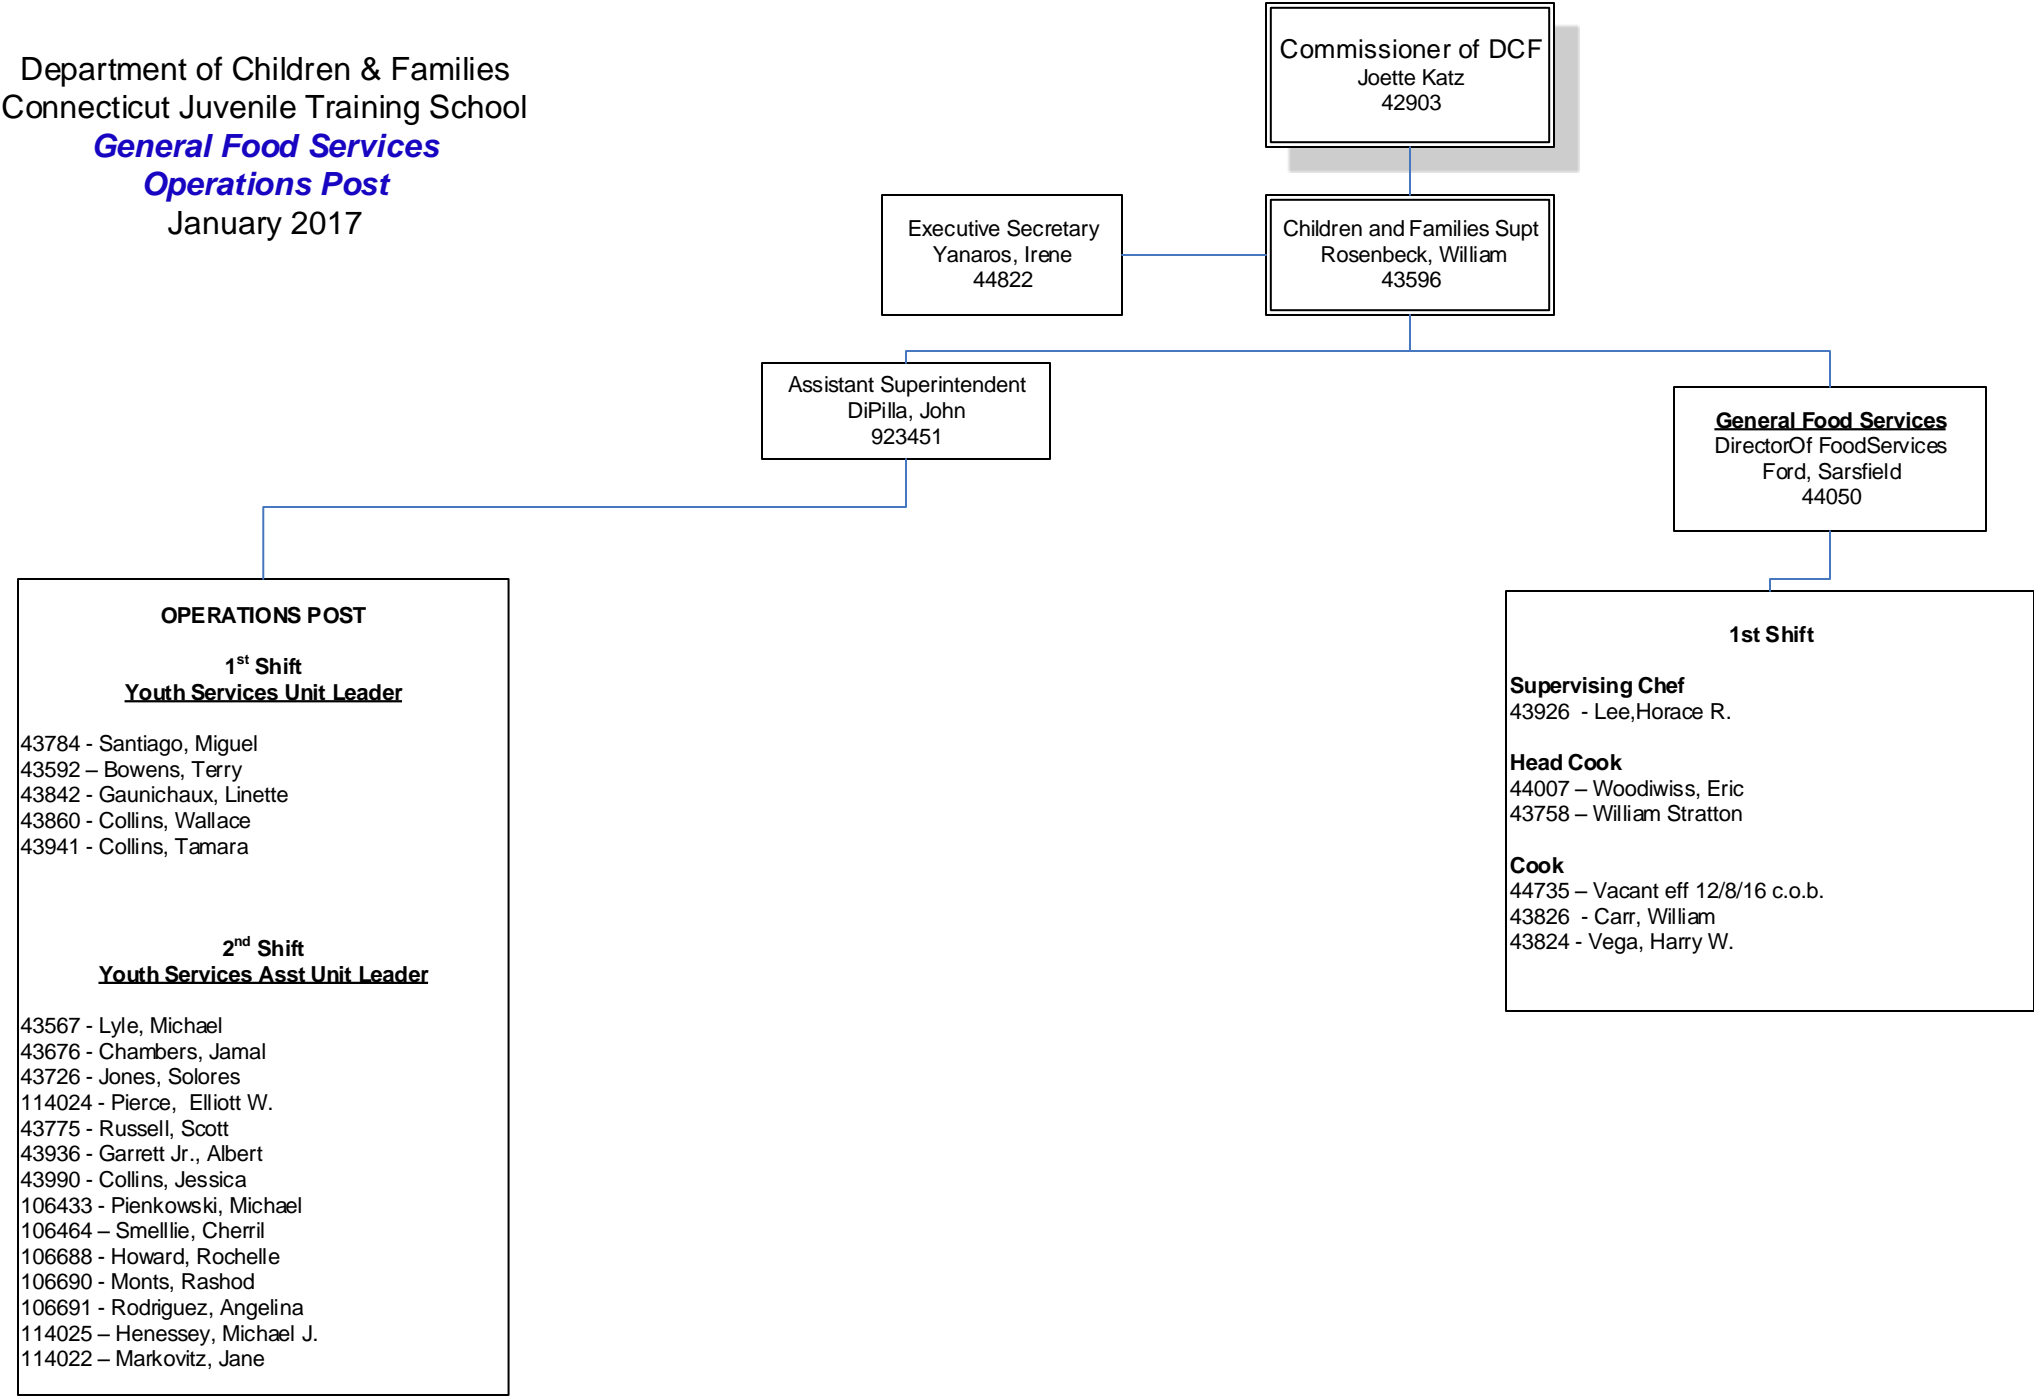 Department of Children & Families
Connecticut Juvenile Training School
General Food Services
Operations Post
January 2017
Commissioner of DCF
Joette Katz
42903
Executive Secretary
Yanaros, Irene
44822
Children and Families Supt
Rosenbeck, William
43596
Assistant Superintendent
DiPilla, John
923451
General Food Services
DirectorOf FoodServices
Ford, Sarsfield
44050
OPERATIONS POST
1st Shift
Youth Services Unit Leader
43784 - Santiago, Miguel
43592 – Bowens, Terry
43842 - Gaunichaux, Linette
43860 - Collins, Wallace
43941 - Collins, Tamara
2nd Shift
Youth Services Asst Unit Leader
43567 - Lyle, Michael
43676 - Chambers, Jamal
43726 - Jones, Solores
114024 - Pierce,  Elliott W.
43775 - Russell, Scott
43936 - Garrett Jr., Albert
43990 - Collins, Jessica
106433 - Pienkowski, Michael
106464 – Smelllie, Cherril
106688 - Howard, Rochelle
106690 - Monts, Rashod
106691 - Rodriguez, Angelina
114025 – Henessey, Michael J.
114022 – Markovitz, Jane
1st Shift
Supervising Chef
43926  - Lee,Horace R.
Head Cook
44007 – Woodiwiss, Eric
43758 – William Stratton
Cook
44735 – Vacant eff 12/8/16 c.o.b.
43826  - Carr, William
43824 - Vega, Harry W.